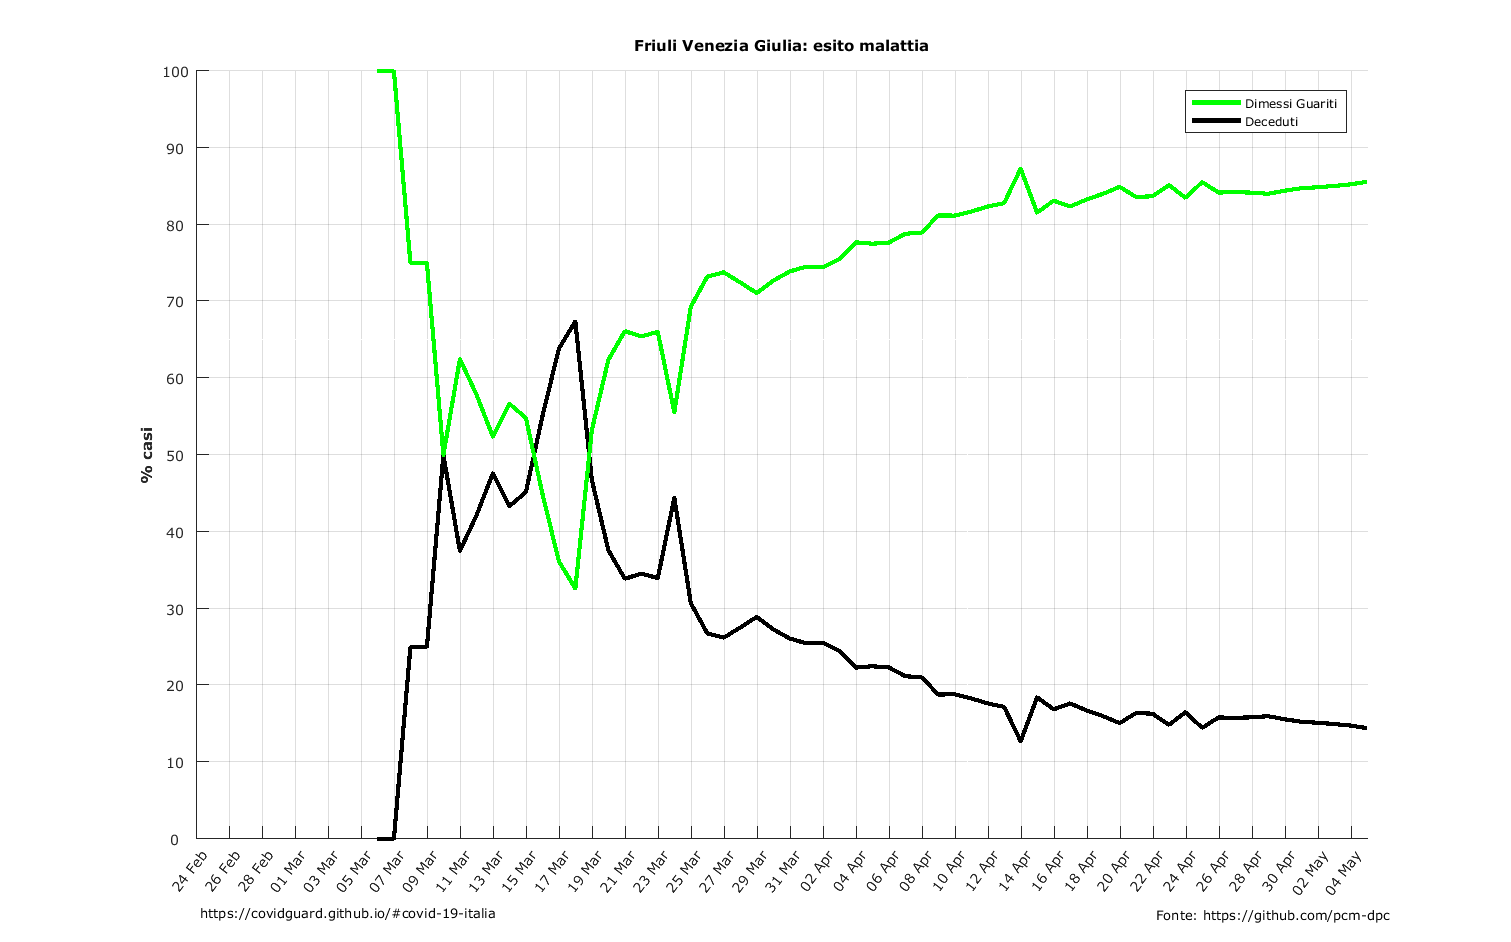 Friuli Venezia Giulia: esito malattia
Dimessi Guariti
Deceduti
% casi
100
90
80
70
60
50
40
30
20
10
0
24 Feb
26 Feb
28 Feb
01 Mar
03 Mar
05 Mar
07 Mar
09 Mar
11 Mar
13 Mar
15 Mar
17 Mar
19 Mar
21 Mar
23 Mar
25 Mar
27 Mar
29 Mar
31 Mar
02 Apr
04 Apr
06 Apr
08 Apr
10 Apr
12 Apr
14 Apr
16 Apr
18 Apr
20 Apr
22 Apr
24 Apr
26 Apr
28 Apr
30 Apr
02 May
04 May
https://covidguard.github.io/#covid-19-italia
Fonte: https://github.com/pcm-dpc